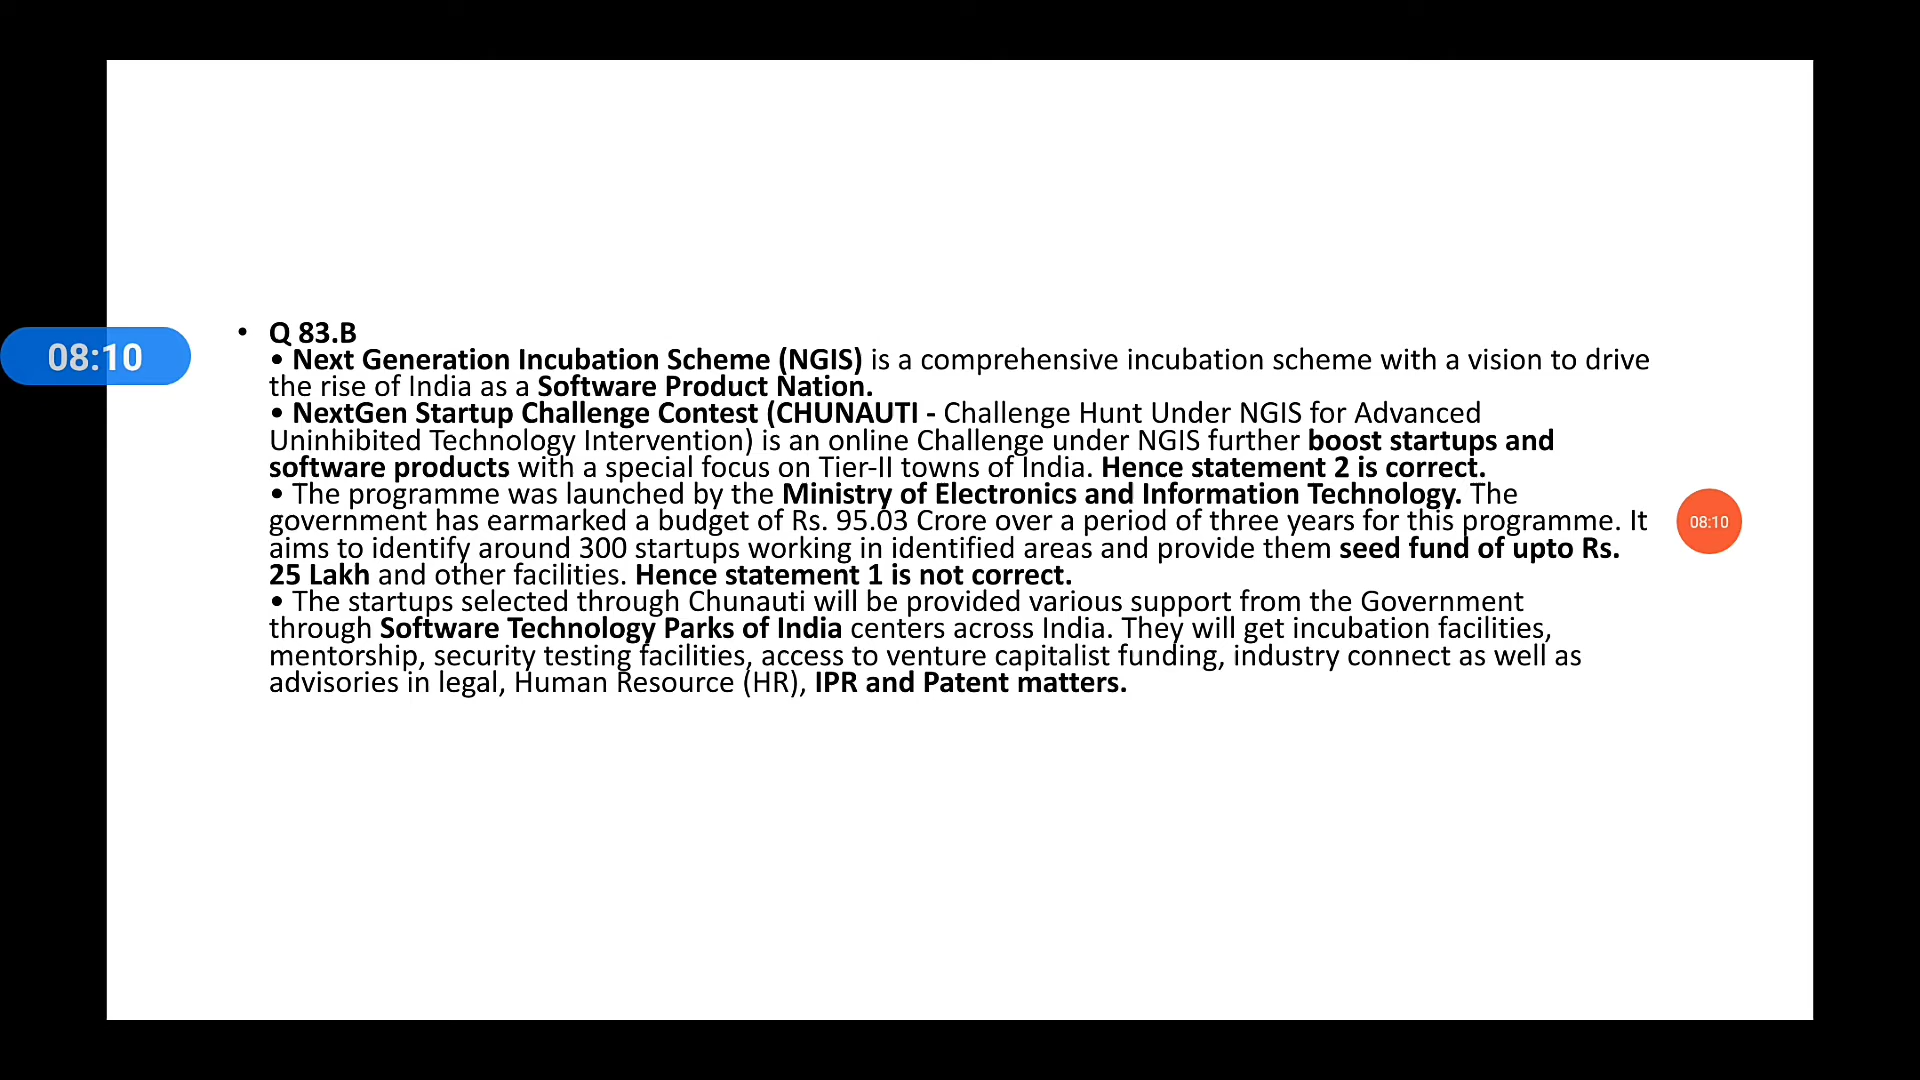 • Q 83.B
• Next Generation Incubation Scheme (NGIS) is a comprehensive incubation scheme with a vision to drive
the rise of India as a Software Product Nation.
• NextGen Startup Challenge Contest (CHUNAUTI - Challenge Hunt Under NGIS for Advanced
Uninhibited Technology Intervention) is an online Challenge under NGIS further boost startups and
software products with a special focus on Tier-II towns of India. Hence statement 2 is correct.
• The programme was launched by the Ministry of Electronics and Information Technology. The
government has earmarked a budget of Rs. 95.03 Crore over a period of three years for this programme. It
aims to identify around 300 startups working in identified areas and provide them seed fund of upto Rs.
25 Lakh and other facilities. Hence statement 1 is not correct.
• The startups selected through Chunauti will be provided various support from the Government
through Software Technology Parks of India centers across India. They will get incubation facilities,
mentorship, security testing facilities, access to venture capitalist funding, industry connect as well as
advisories in legal, Human Resource (HR), IPR and Patent matters.
08:10
08:10